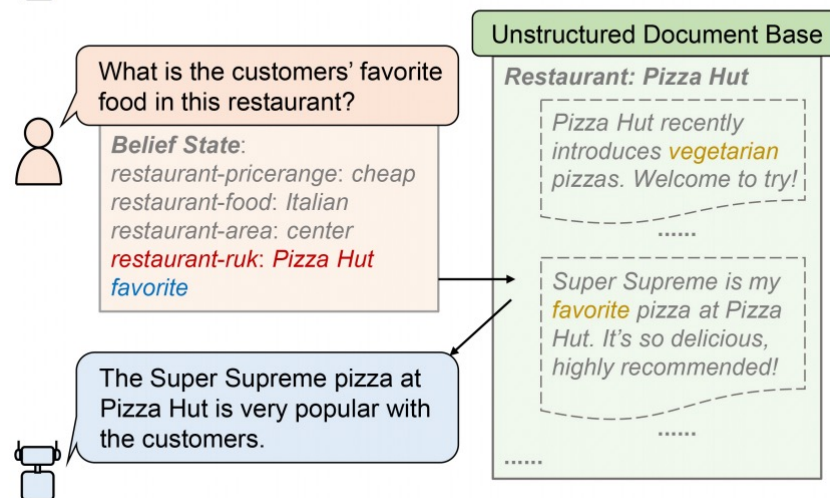 What is the customers' favorite
food in this restaurant?
Belief State:
restaurant-pricerange: cheap
restaurant-food: Italian
restaurant-area: center
restaurant-ruk: Pizza Hut
favorite
The Super Supreme pizza at
Pizza Hut is very popular with
the customers.
Unstructured Document Base
Restaurant: Pizza Hut
Pizza Hut recently
introduces vegetarian
pizzas. Welcome to try!
......
Super Supreme is my
favorite pizza at Pizza
Hut. It's so delicious,
highly recommended!
......
......